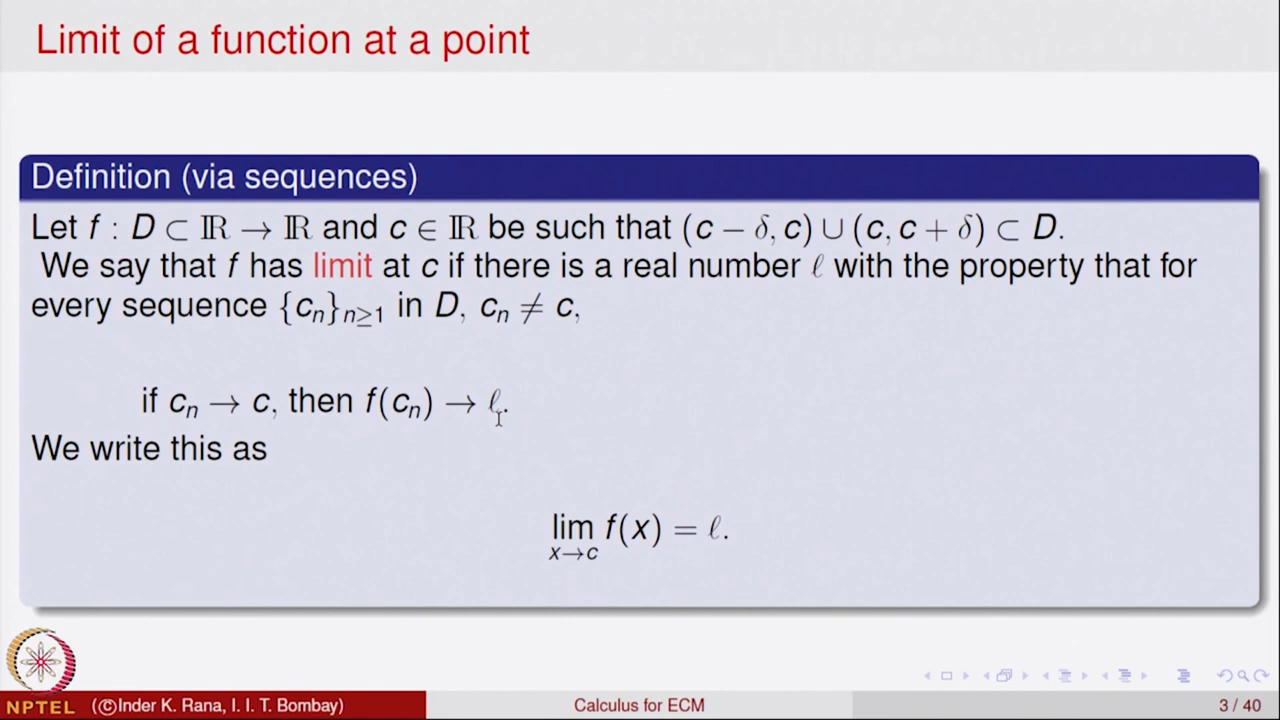 Limit of a function at a point
Definition (via sequences)
Let f : D ⊂ ℝ → ℝ and c ∈ ℝ be such that (c − δ, c) ∪ (c, c + δ) ⊂ D.
We say that f has limit at c if there is a real number ℓ with the property that for
every sequence {cₙ}ₙ≥₁ in D, cₙ ≠ c,
if cₙ → c, then f(cₙ) → ℓ.
We write this as
lim f(x) = ℓ.
x→c
NPTEL
(©Inder K. Rana, I. I. T. Bombay)
Calculus for ECM
3 / 40